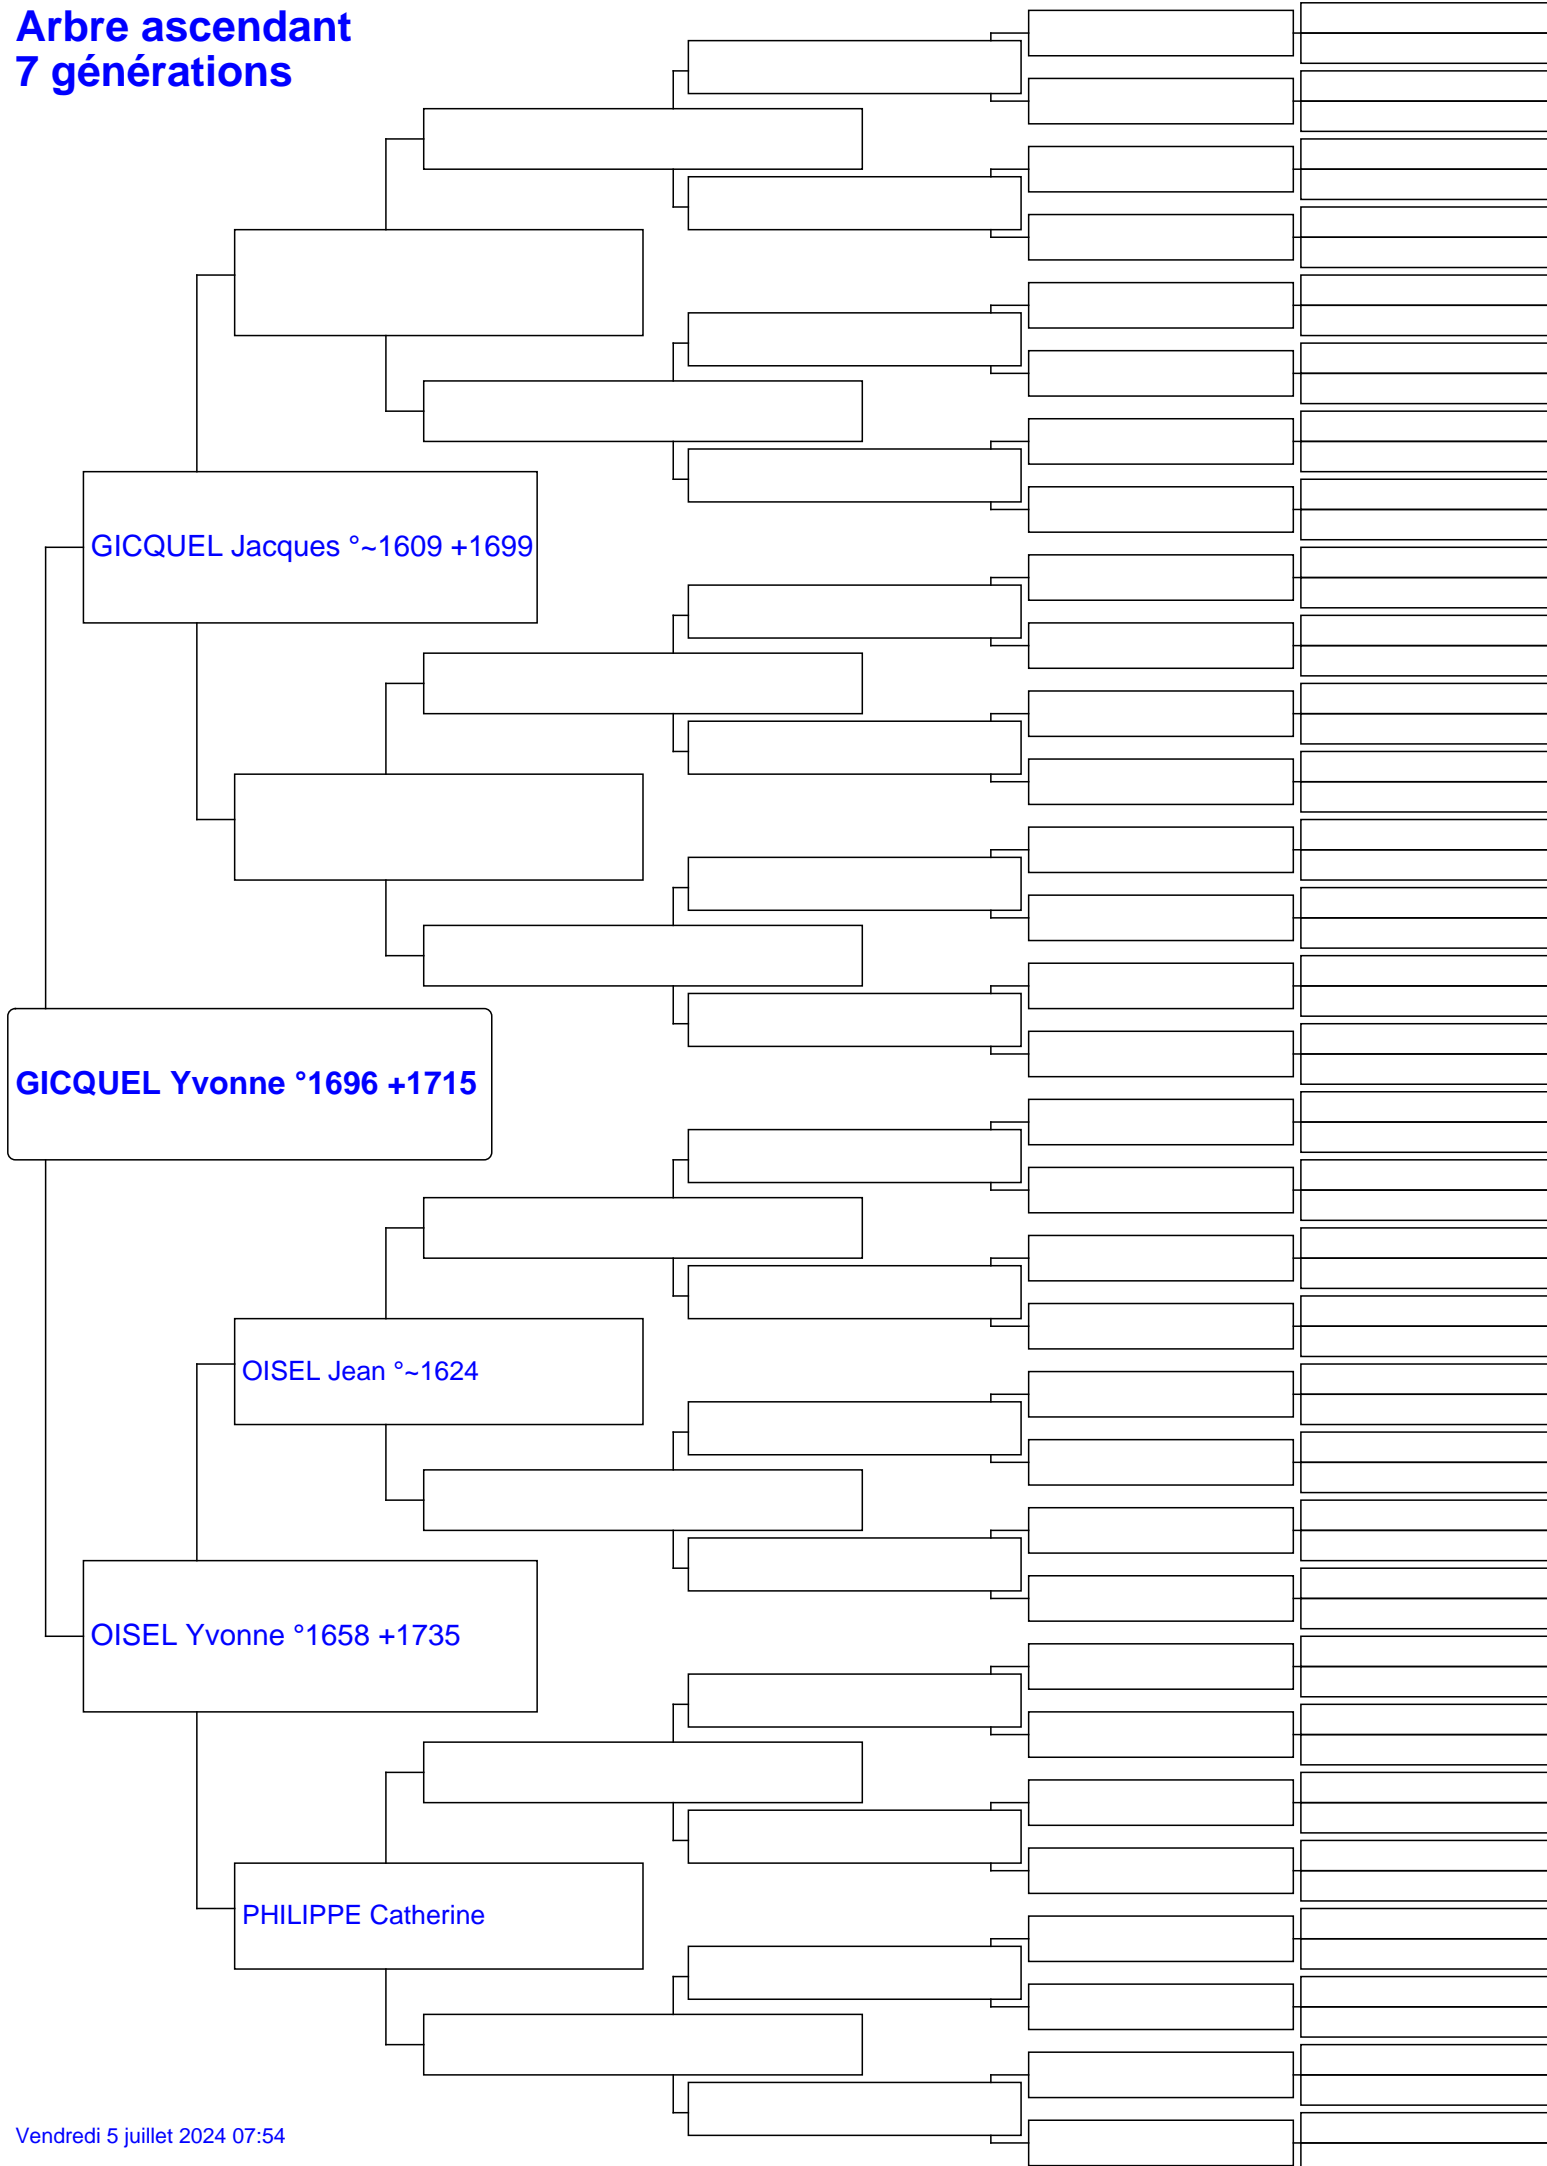 Arbre ascendant
7 générations
GICQUEL Jacques °~1609 +1699
GICQUEL Yvonne °1696 +1715
OISEL Jean °~1624
OISEL Yvonne °1658 +1735
PHILIPPE Catherine
Vendredi 5 juillet 2024 07:54